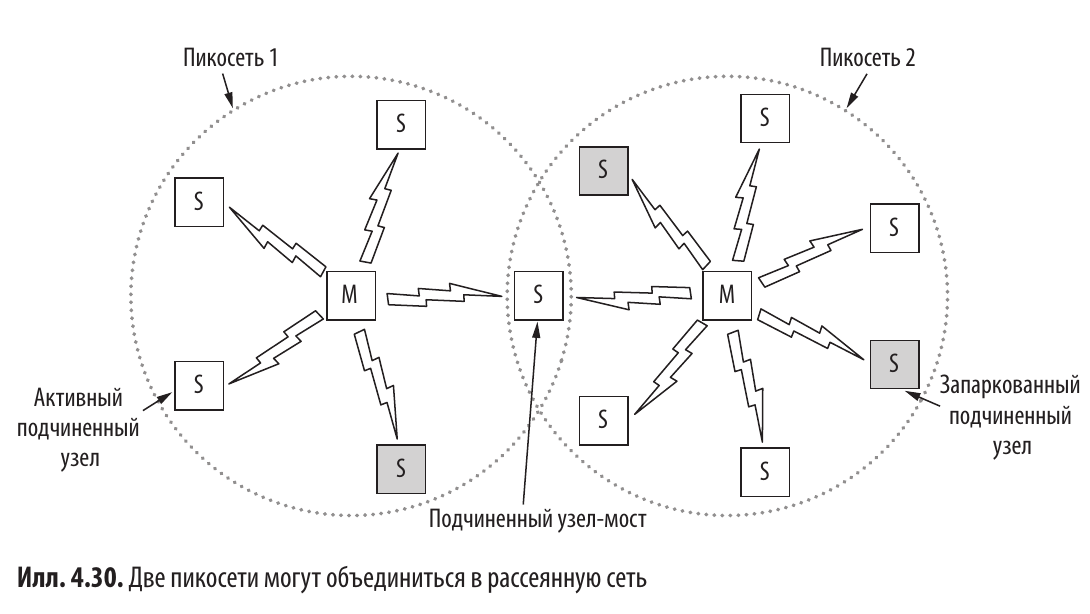 Пикосеть 1
Пикосеть 2
S
S
S
S
S
S
M
S
M
S
S
S
S
S
Активный
подчиненный
узел
Запаркованный
подчиненный
узел
Подчиненный узел-мост
Илл. 4.30. Две пикосети могут объединиться в рассеянную сеть